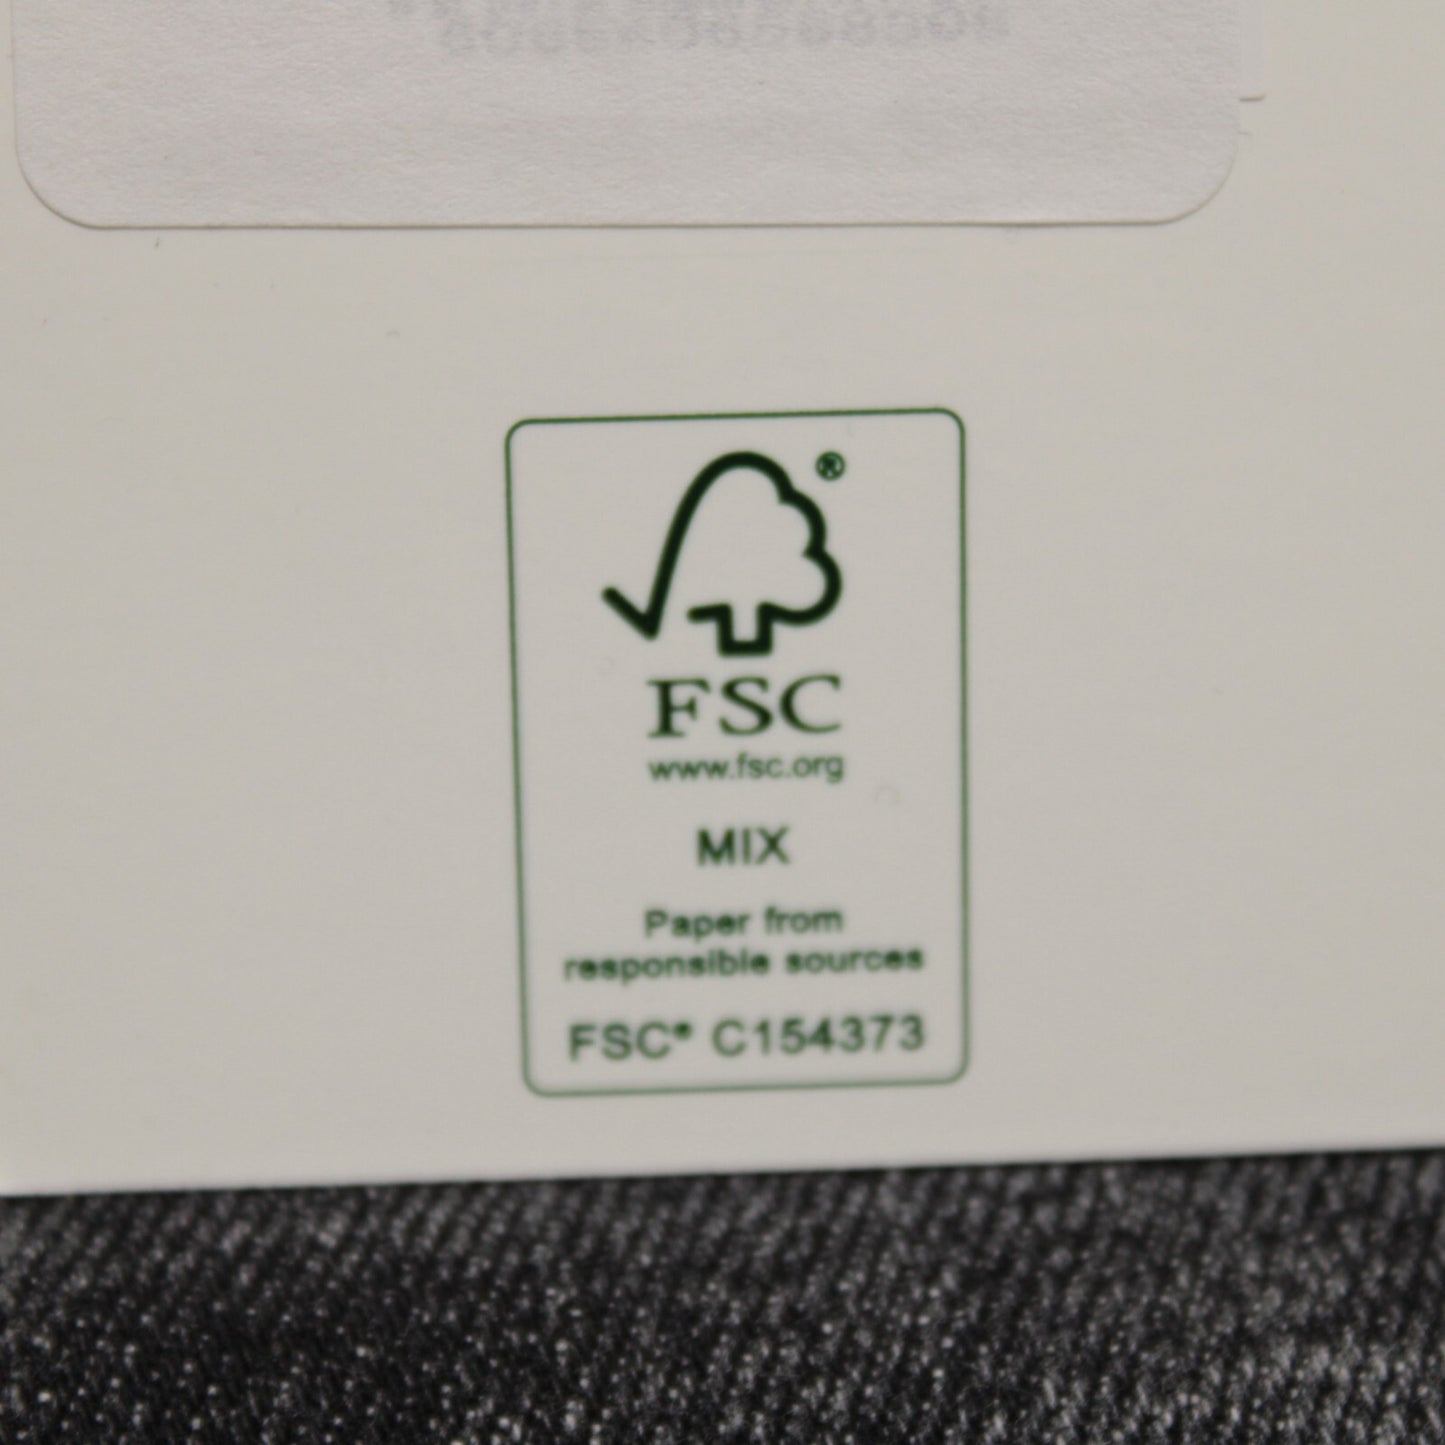 ®
FSC
www.fsc.org
MIX
Paper from
responsible sources
FSC® C154373